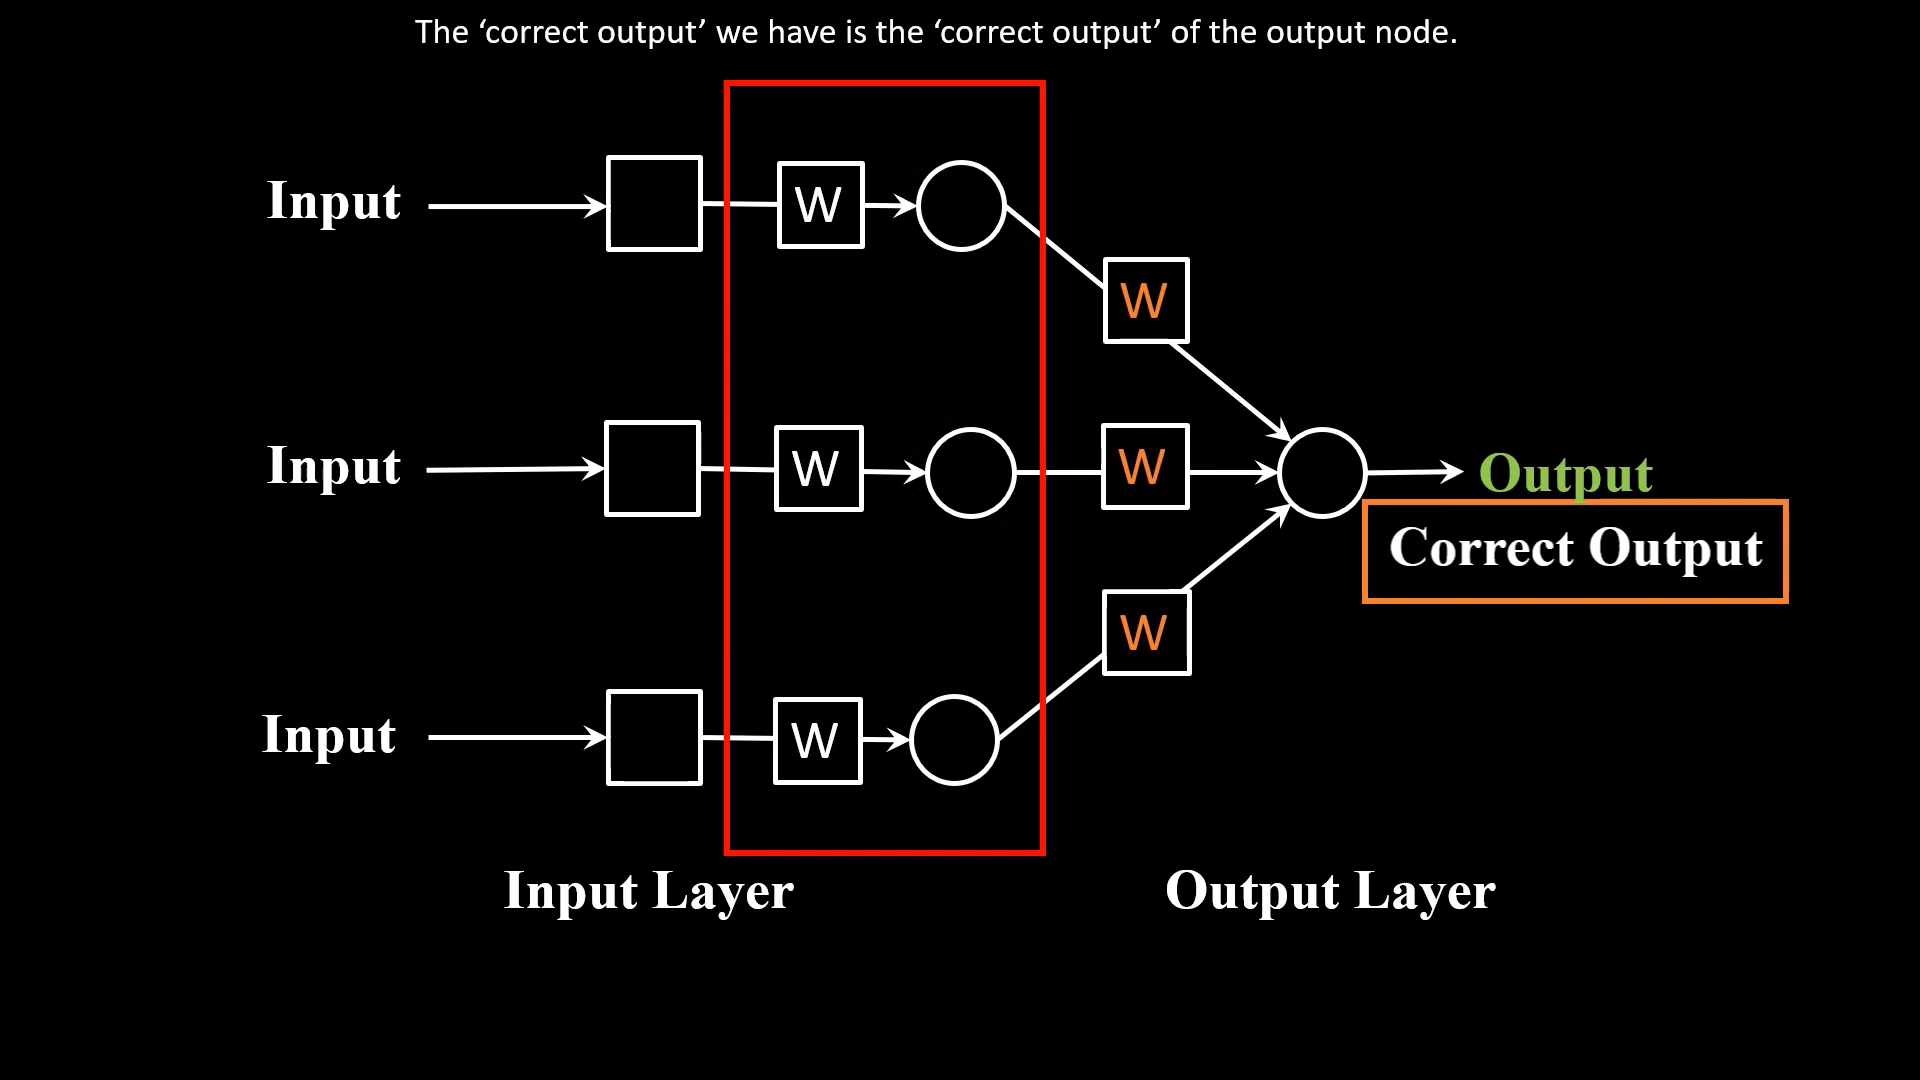 The ‘correct output’ we have is the ‘correct output’ of the output node.
Input
W
W
Input
W
W
Output
Correct Output
W
Input
W
Input Layer
Output Layer